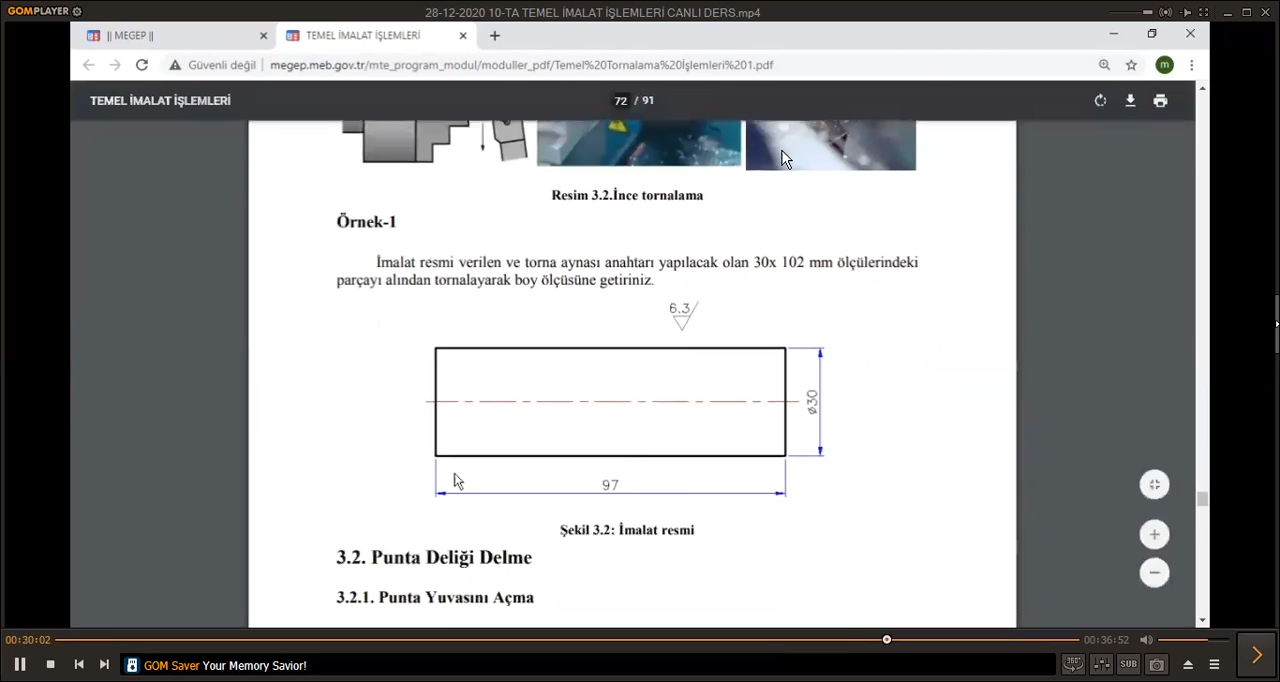 GOMPLAYER
28-12-2020 10-TA TEMEL İMALAT İŞLEMLERİ CANLI DERS.mp4
|| MEGEP ||
TEMEL İMALAT İŞLEMLERİ
Güvenli değil
megep.meb.gov.tr/mte_program_modul/moduller_pdf/Temel%20Tornalama%20İşlemleri%201.pdf
m
TEMEL İMALAT İŞLEMLERİ
72 / 91
Resim 3.2.İnce tornalama
Örnek-1
İmalat resmi verilen ve torna aynası anahtarı yapılacak olan 30x 102 mm ölçülerindeki
parçayı alından tornalayarak boy ölçüsüne getiriniz.
6.3
ø30
97
Şekil 3.2: İmalat resmi
3.2. Punta Deliği Delme
3.2.1. Punta Yuvasını Açma
00:30:02
00:36:52
GOM Saver Your Memory Savior!
360°
SUB